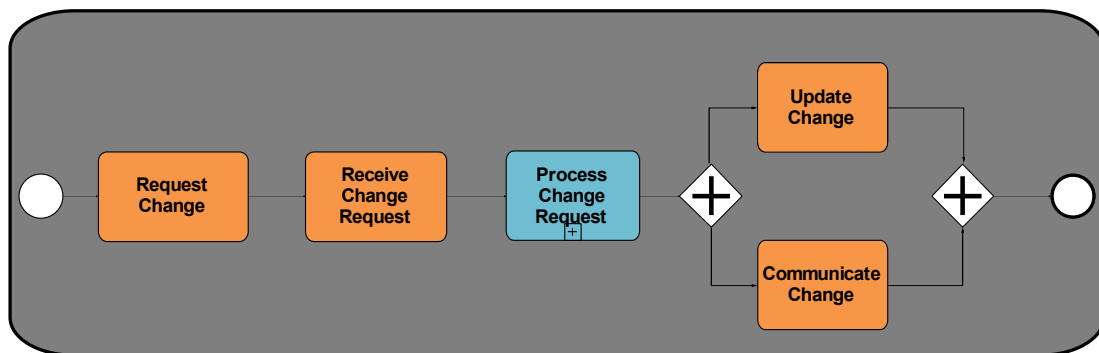 Request
Change
Receive
Change
Request
Process
Change
Request
Update
Change
Communicate
Change